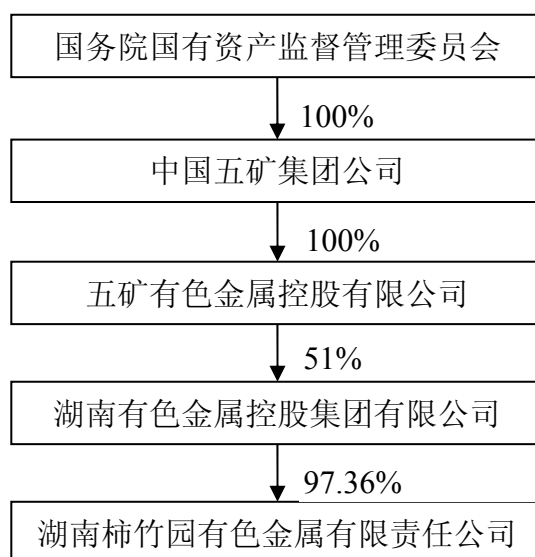 国务院国有资产监督管理委员会
100%
中国五矿集团公司
100%
五矿有色金属控股有限公司
51%
湖南有色金属控股集团有限公司
97.36%
湖南柿竹园有色金属有限责任公司